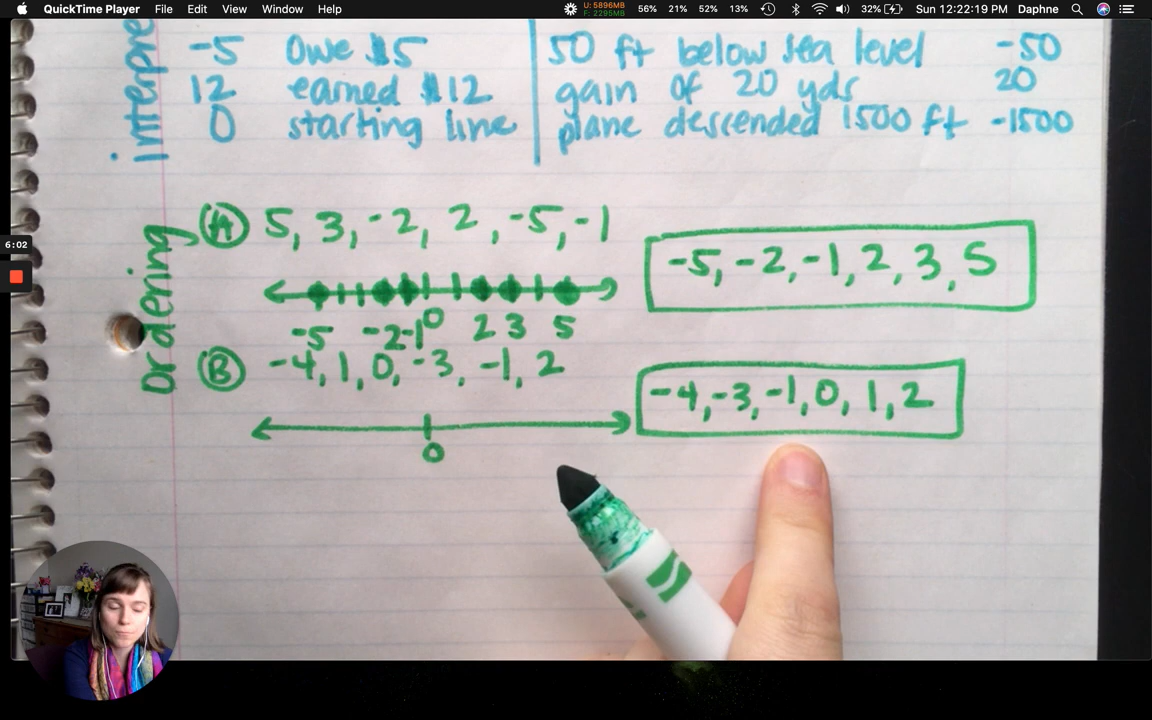 QuickTime Player File Edit View Window Help U: 5896MB F: 2295MB 56% 21% 52% 13% 32% Sun 12:22:19 PM Daphne
-5 owe $5 50 ft below sea level -50
12 earned $12 gain of 20 yds 20
0 starting line plane descended 1500 ft -1500
interpre
Ordering
A 5, 3, -2, 2, -5, -1
-5, -2, -1, 2, 3, 5
6:02
-5 -2 -1 0 2 3 5
B -4, 1, 0, -3, -1, 2
-4, -3, -1, 0, 1, 2
0